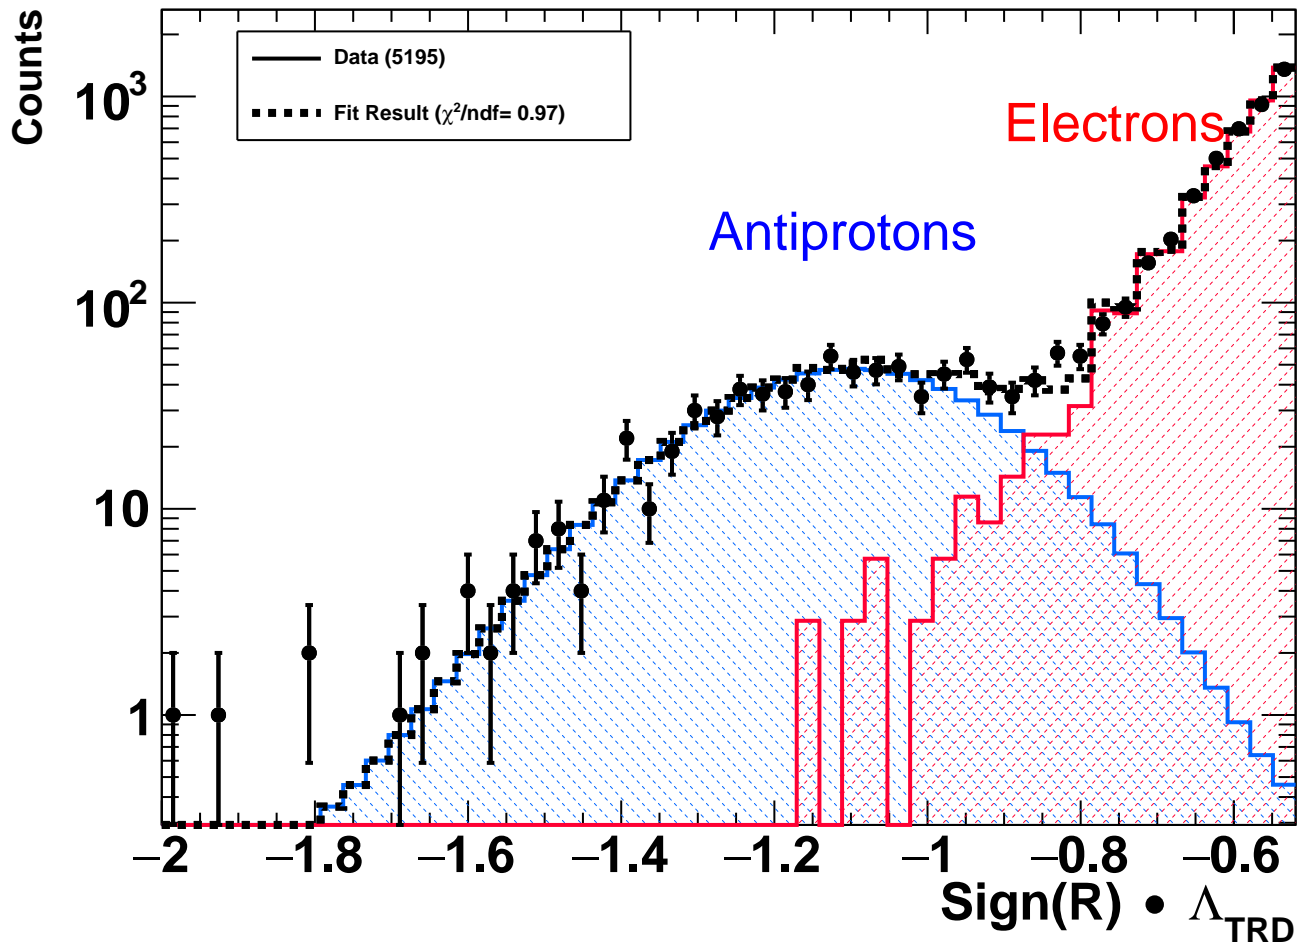 Counts
Data (5195)
Fit Result (χ²/ndf= 0.97)
Electrons
Antiprotons
10³
10²
10
1
−2 −1.8 −1.6 −1.4 −1.2 −1 −0.8 −0.6
Sign(R) • Λ_TRD